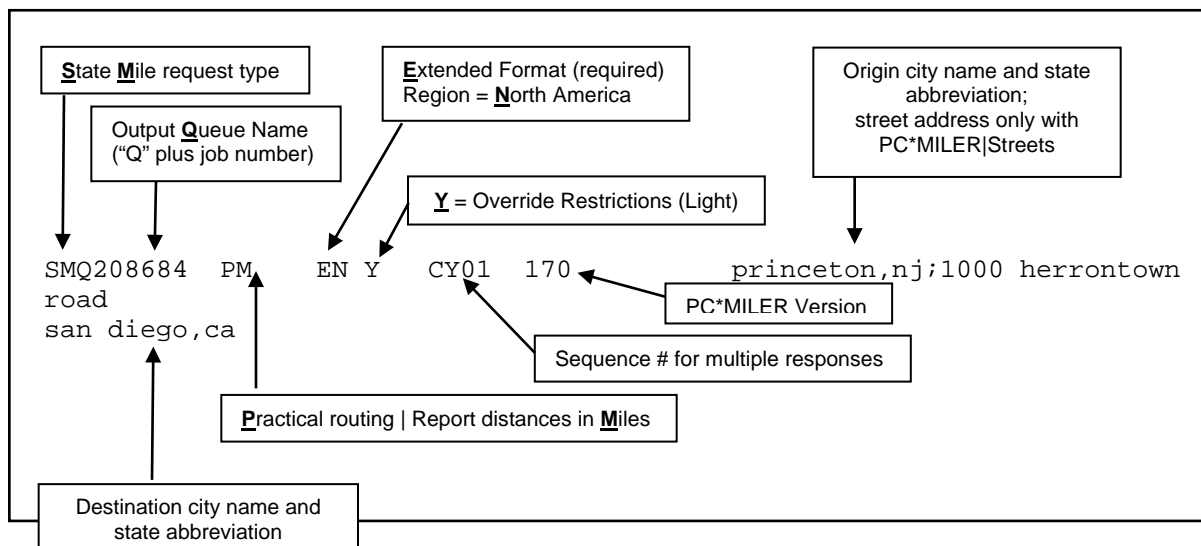 State Mile request type
Extended Format (required)
Region = North America
Origin city name and state
abbreviation;
street address only with
PC*MILER|Streets
Output Queue Name
("Q" plus job number)
Y = Override Restrictions (Light)
SMQ208684 PM EN Y CY01 170 princeton,nj;1000 herrontown
road
san diego,ca
PC*MILER Version
Sequence # for multiple responses
Practical routing | Report distances in Miles
Destination city name and
state abbreviation